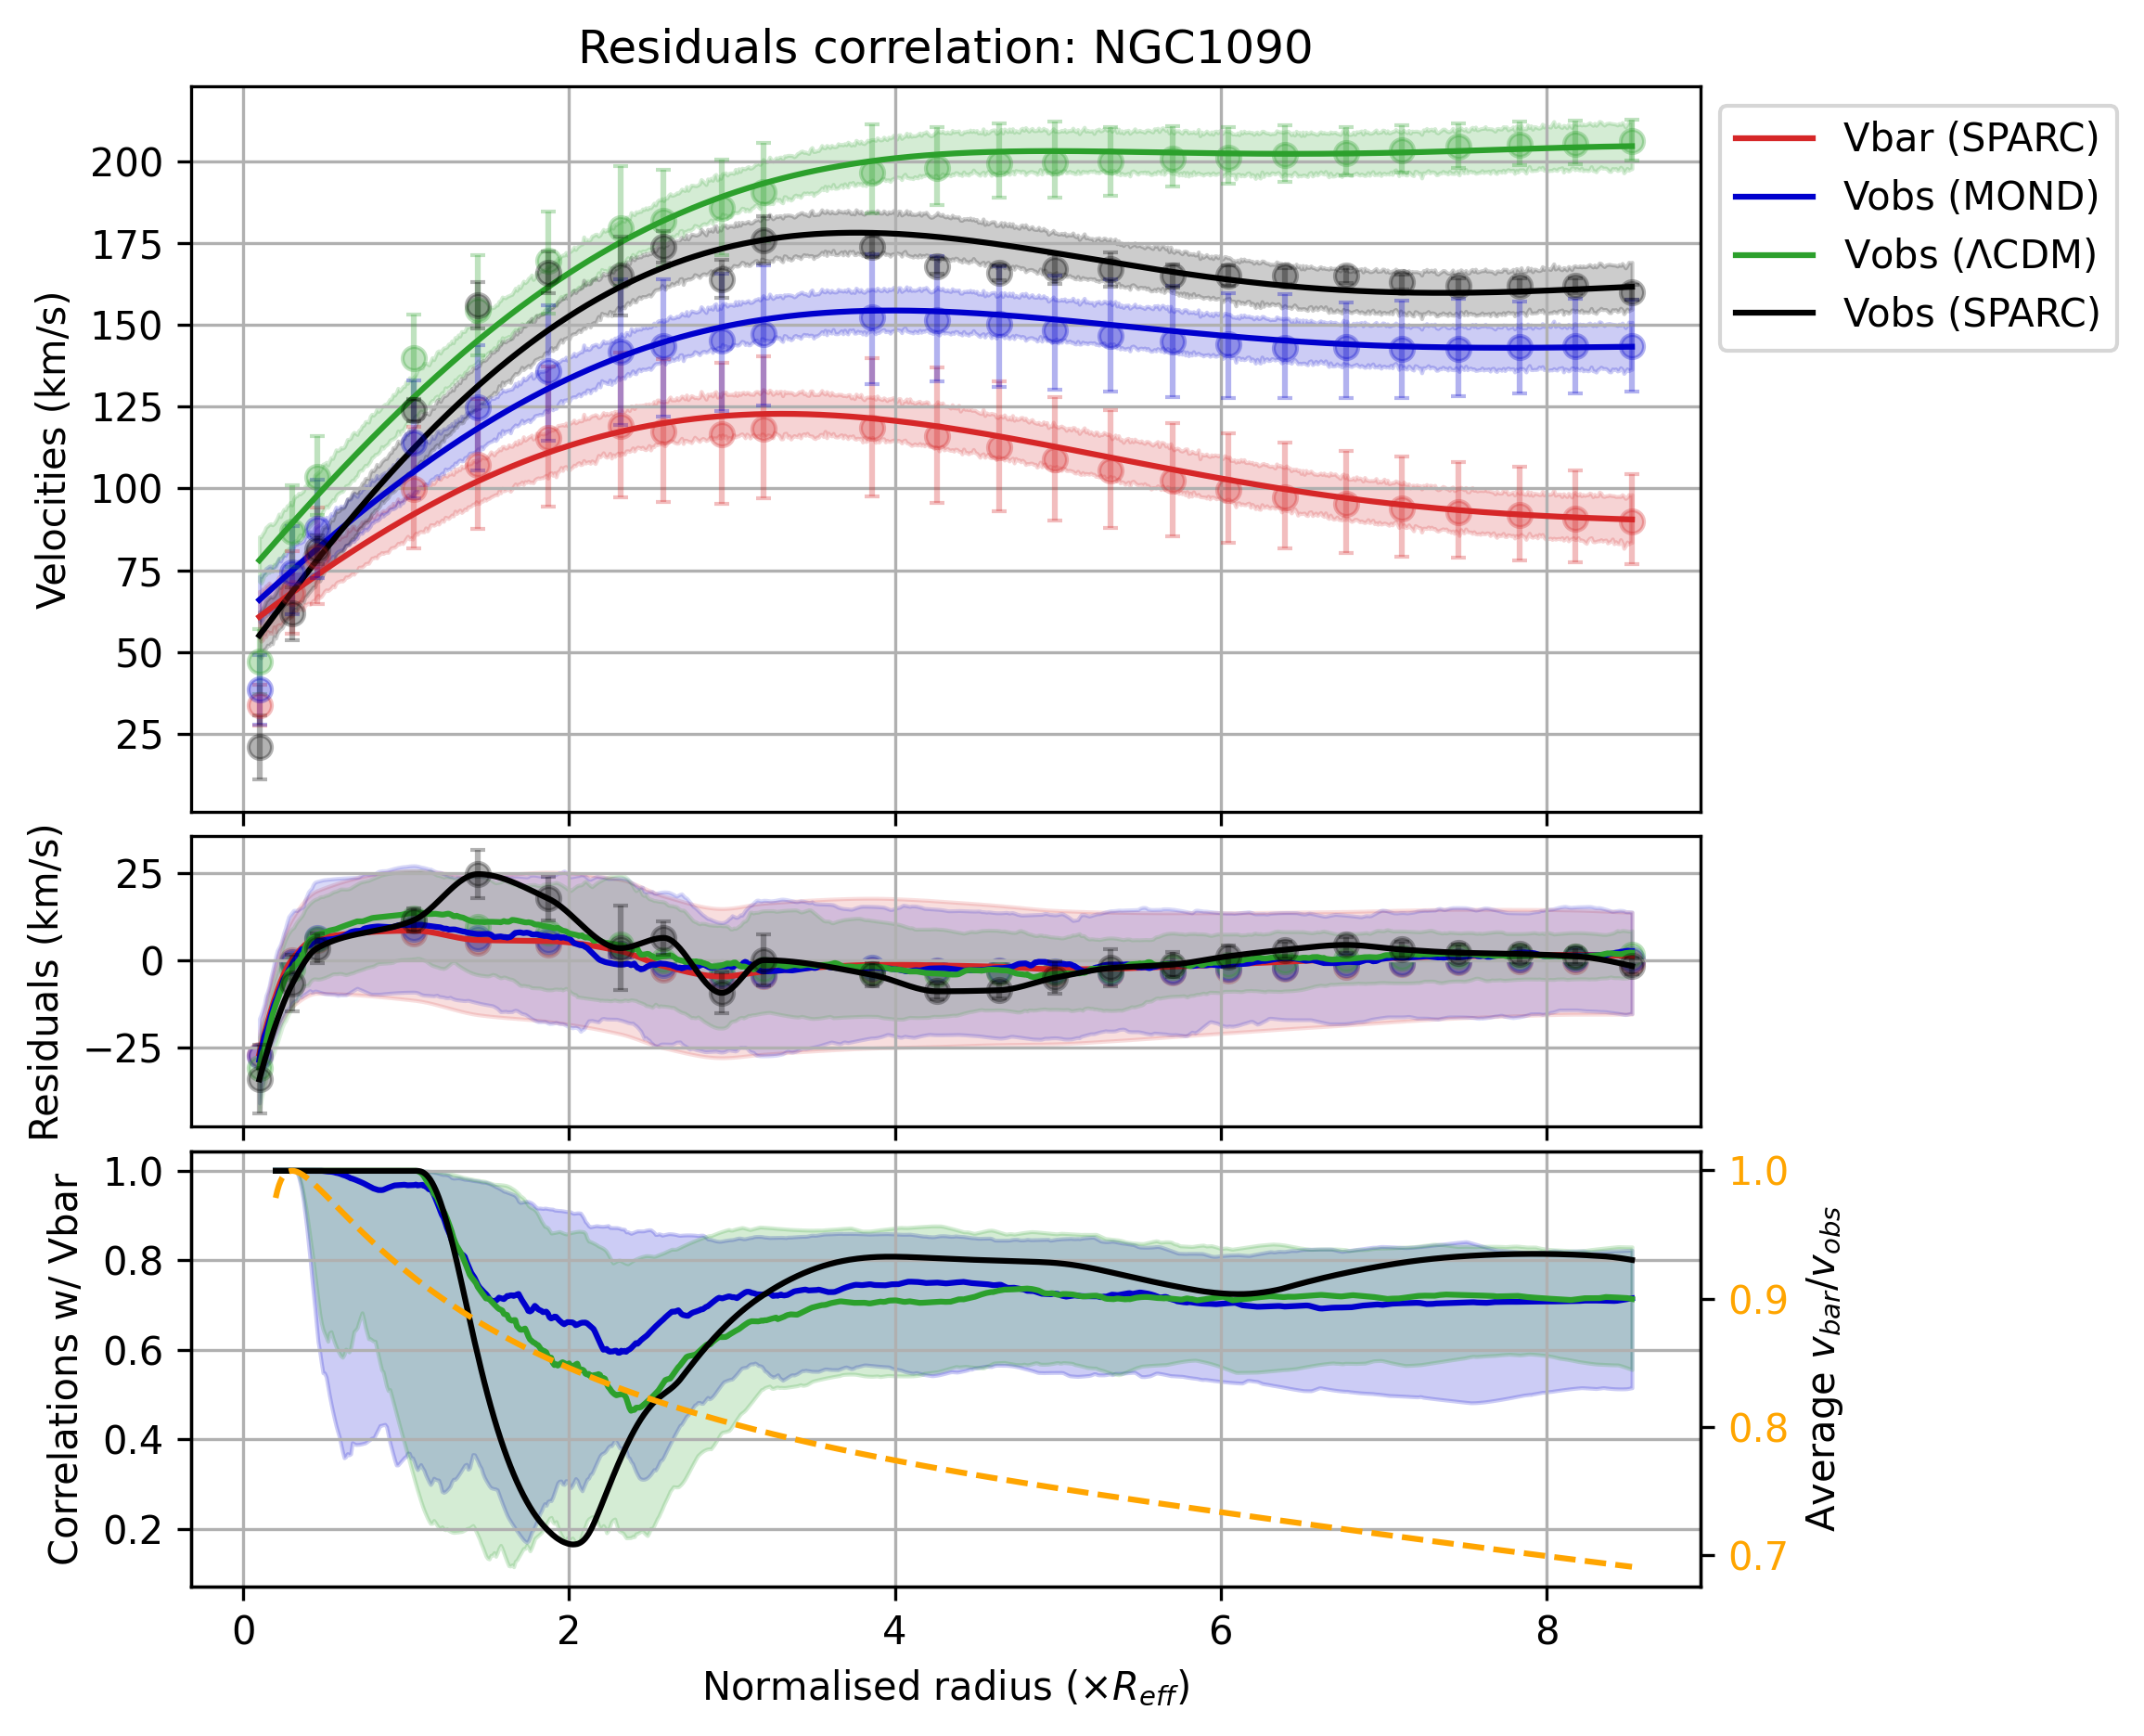 Residuals correlation: NGC1090
Velocities (km/s)
200
175
150
125
100
75
50
25
Vbar (SPARC)
Vobs (MOND)
Vobs (ΛCDM)
Vobs (SPARC)
Residuals (km/s)
25
0
−25
Correlations w/ Vbar
1.0
0.8
0.6
0.4
0.2
1.0
0.9
0.8
0.7
Average v_bar/v_obs
0 2 4 6 8
Normalised radius (×R_eff)